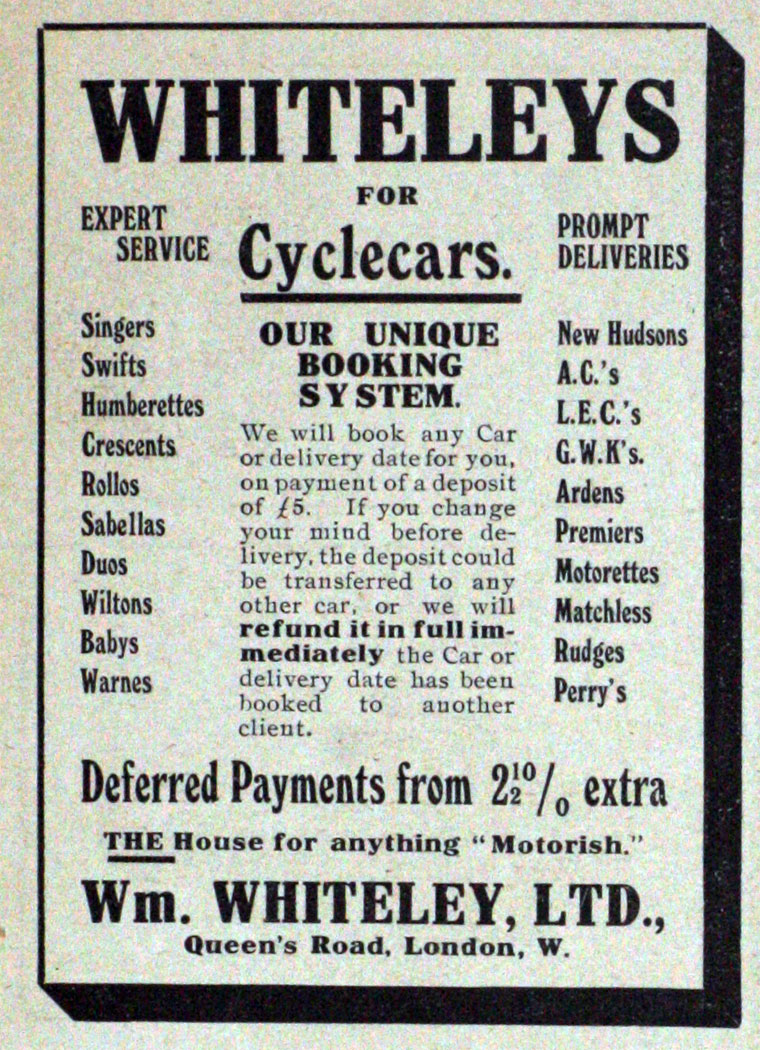 WHITELEYS
FOR
EXPERT
SERVICE
Cyclecars.
PROMPT
DELIVERIES
Singers
Swifts
Humberettes
Crescents
Rollos
Sabellas
Duos
Wiltons
Babys
Warnes
OUR UNIQUE
BOOKING
SYSTEM.
We will book any Car
or delivery date for you,
on payment of a deposit
of £5. If you change
your mind before de-
livery, the deposit could
be transferred to any
other car, or we will
refund it in full im-
mediately the Car or
delivery date has been
booked to another
client.
New Hudsons
A.C.'s
L.E.C.'s
G.W.K's.
Ardens
Premiers
Motorettes
Matchless
Rudges
Perry's
Deferred Payments from 2½% extra
THE House for anything "Motorish."
Wm. WHITELEY, LTD.,
Queen's Road, London, W.